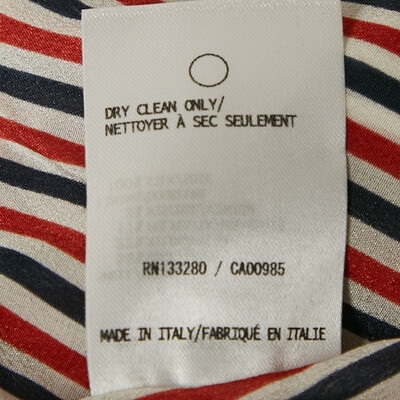 DRY CLEAN ONLY/
NETTOYER À SEC SEULEMENT
RN133280 / CA00985
MADE IN ITALY/FABRIQUÉ EN ITALIE